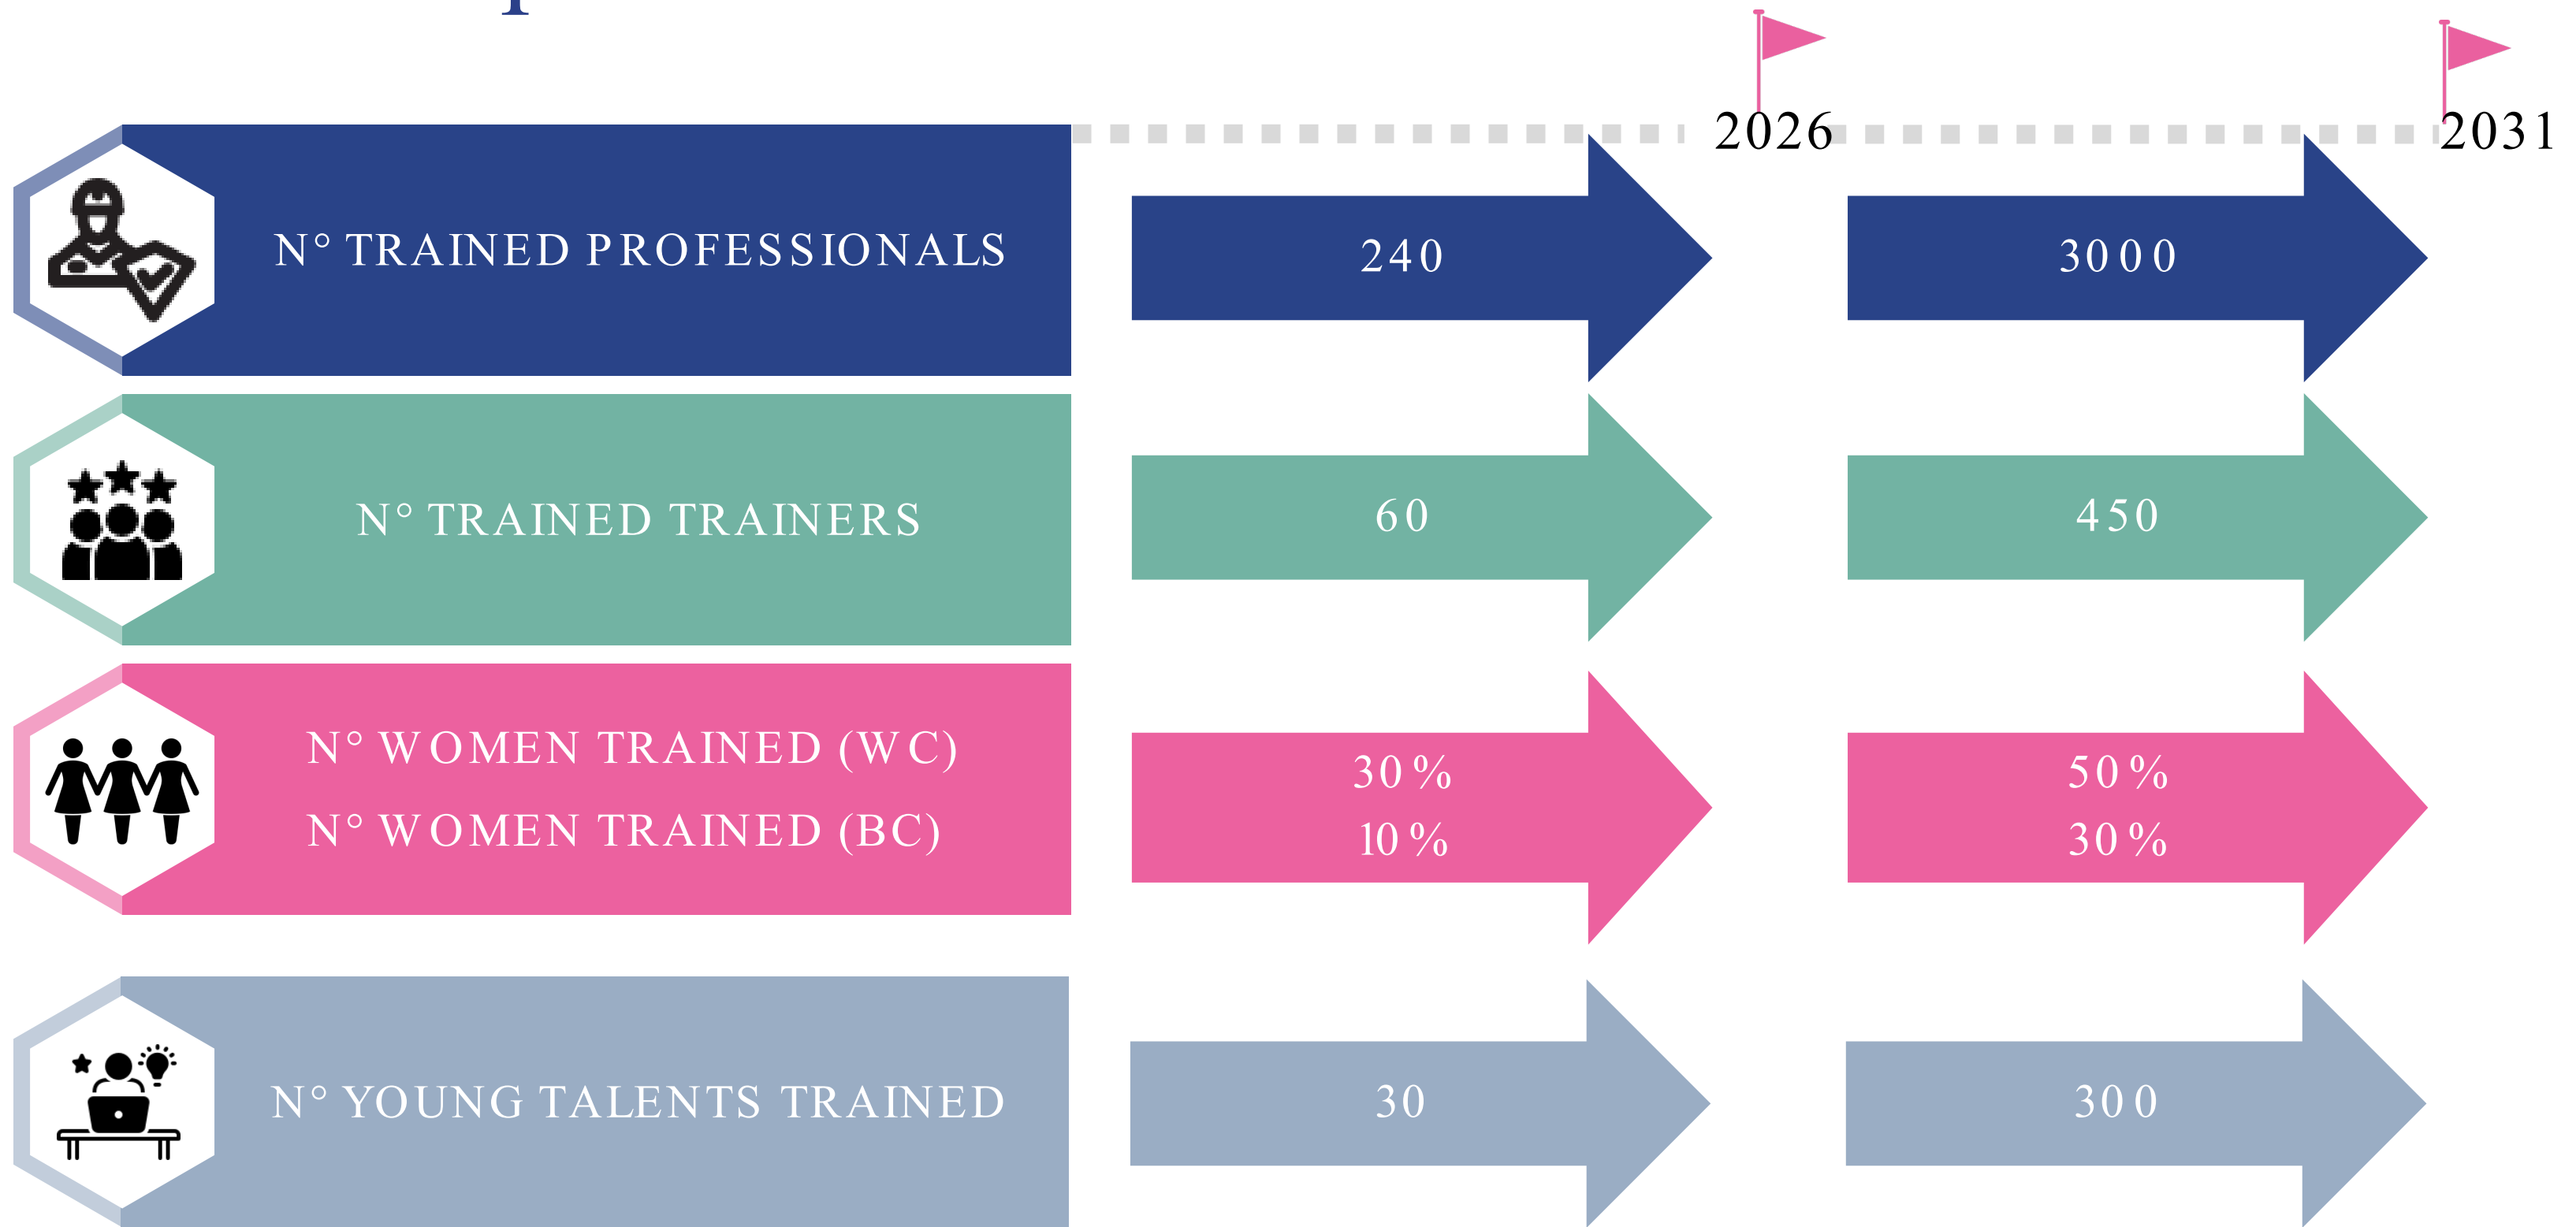 2026
2031
N° TRAINED PROFESSIONALS
240
3000
N° TRAINED TRAINERS
60
450
N° WOMEN TRAINED (WC)
30%
50%
N° WOMEN TRAINED (BC)
10%
30%
N° YOUNG TALENTS TRAINED
30
300